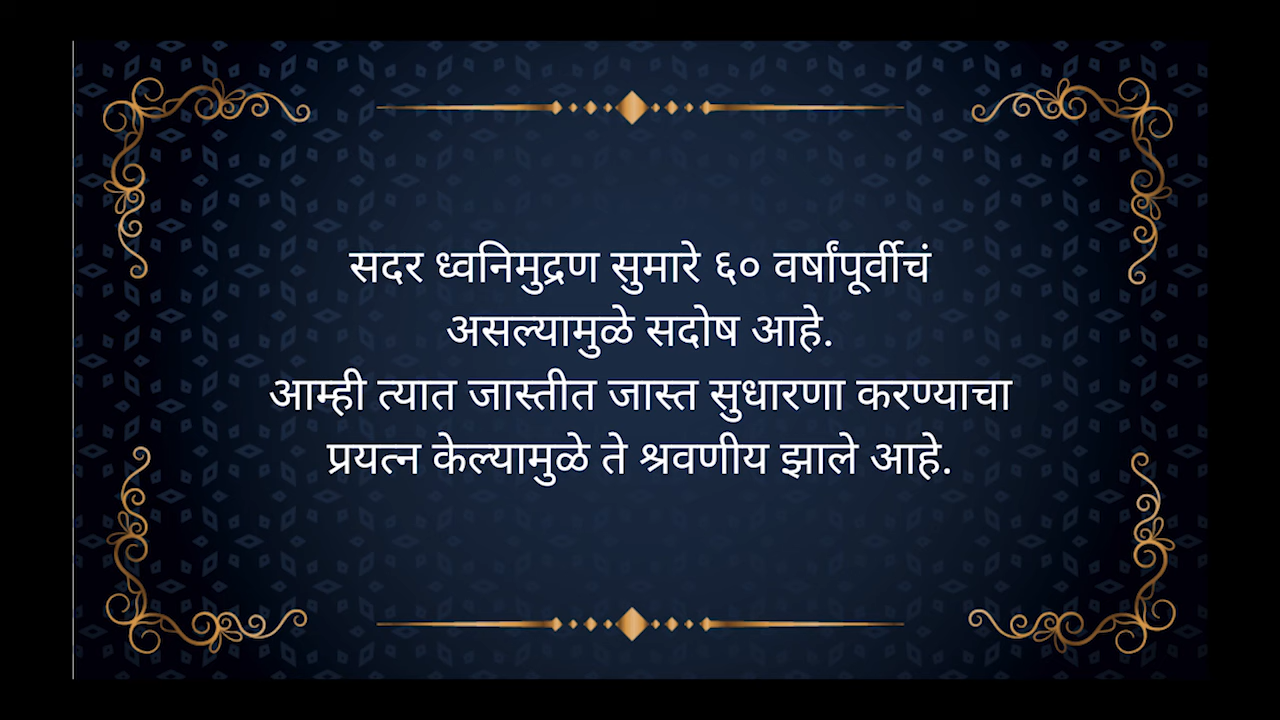 सदर ध्वनिमुद्रण सुमारे ६० वर्षांपूर्वीचं
असल्यामुळे सदोष आहे.
आम्ही त्यात जास्तीत जास्त सुधारणा करण्याचा
प्रयत्न केल्यामुळे ते श्रवणीय झाले आहे.